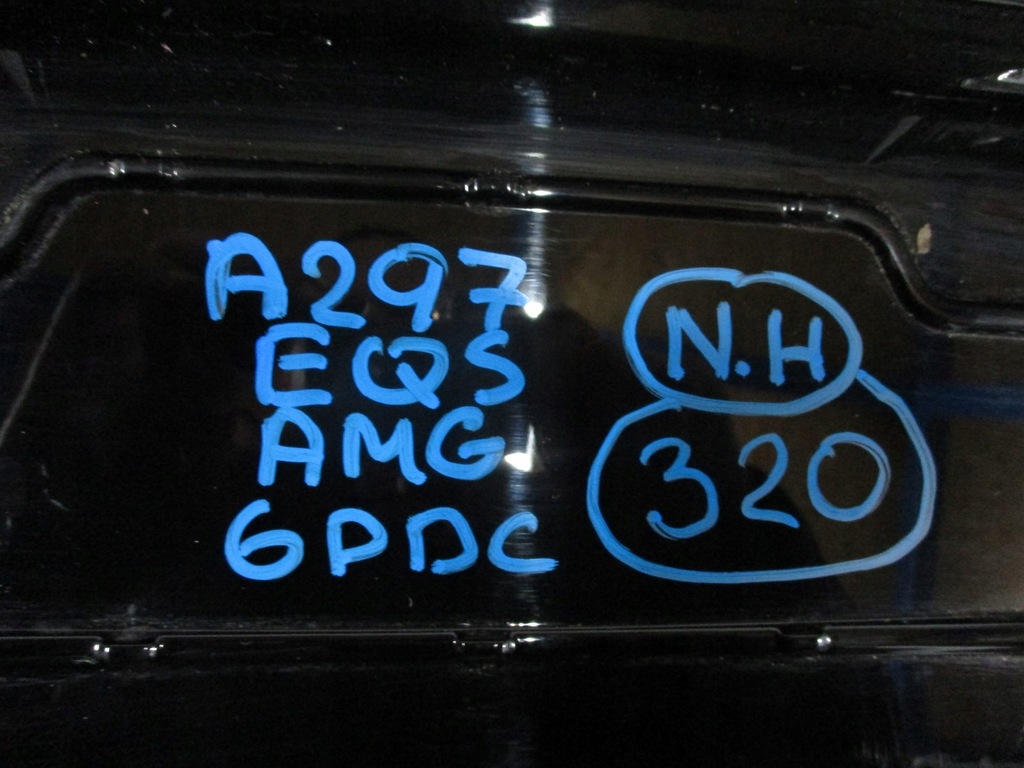 A297
EQS
AMG
6PDC
N.H
320